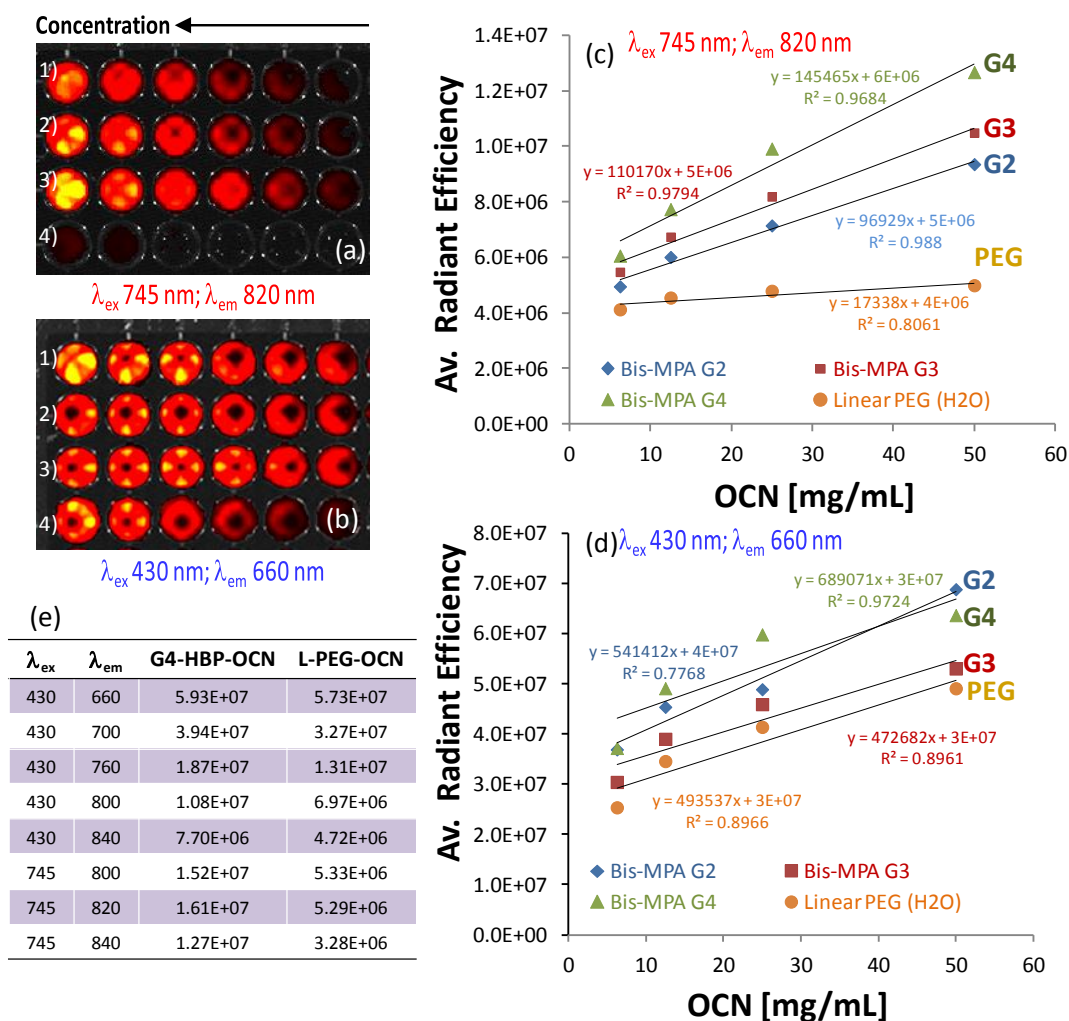 Concentration
1)
2)
3)
4)
(a)
λex 745 nm; λem 820 nm
1)
2)
3)
4)
(b)
λex 430 nm; λem 660 nm
(c)
λex 745 nm; λem 820 nm
Av. Radiant Efficiency
1.4E+07
1.2E+07
1.0E+07
8.0E+06
6.0E+06
4.0E+06
2.0E+06
0.0E+00
y = 145465x + 6E+06
R² = 0.9684
G4
y = 110170x + 5E+06
R² = 0.9794
G3
G2
y = 96929x + 5E+06
R² = 0.988
PEG
y = 17338x + 4E+06
R² = 0.8061
Bis-MPA G2
Bis-MPA G3
Bis-MPA G4
Linear PEG (H2O)
0 10 20 30 40 50 60
OCN [mg/mL]
(d)
λex 430 nm; λem 660 nm
Av. Radiant Efficiency
8.0E+07
7.0E+07
6.0E+07
5.0E+07
4.0E+07
3.0E+07
2.0E+07
1.0E+07
0.0E+00
y = 689071x + 3E+07
R² = 0.9724
G2
G4
y = 541412x + 4E+07
R² = 0.7768
G3
PEG
y = 472682x + 3E+07
R² = 0.8961
y = 493537x + 3E+07
R² = 0.8966
Bis-MPA G2
Bis-MPA G3
Bis-MPA G4
Linear PEG (H2O)
0 10 20 30 40 50 60
OCN [mg/mL]
(e)
λex λem G4-HBP-OCN L-PEG-OCN
430 660 5.93E+07 5.73E+07
430 700 3.94E+07 3.27E+07
430 760 1.87E+07 1.31E+07
430 800 1.08E+07 6.97E+06
430 840 7.70E+06 4.72E+06
745 800 1.52E+07 5.33E+06
745 820 1.61E+07 5.29E+06
745 840 1.27E+07 3.28E+06